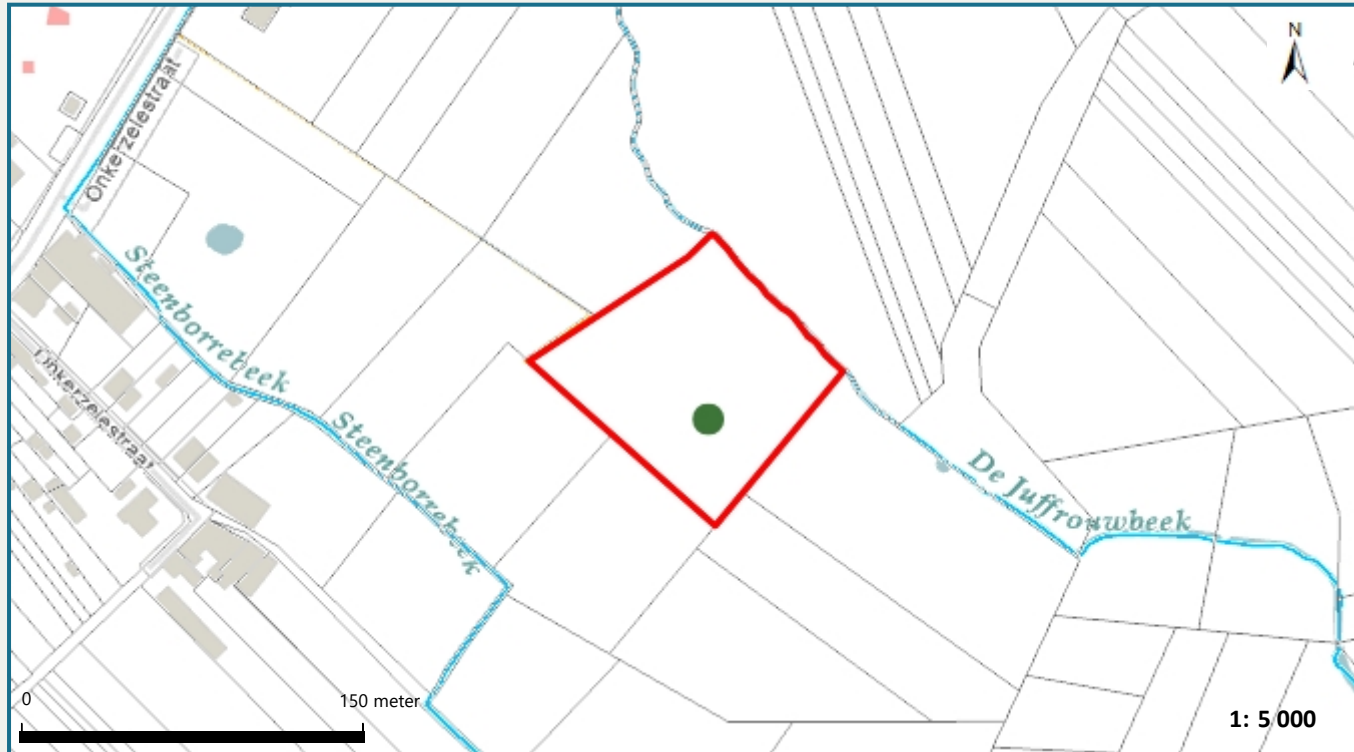 N
Onkerzelestraat
Steenborrebeek
Onkerzelestraat
Steenborrebeek
De Juffrouwbeek
0
150 meter
1: 5 000